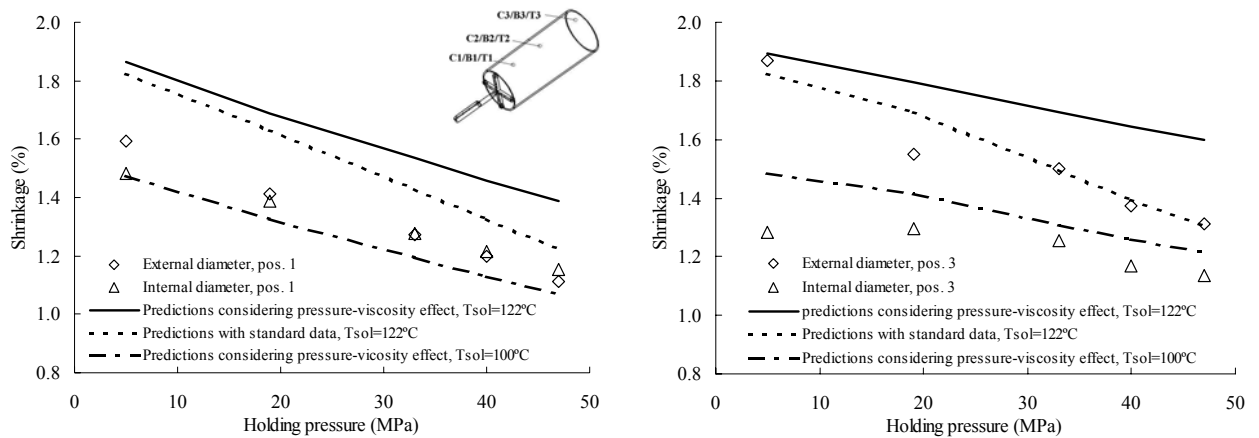 2.0
1.8
1.6
1.4
1.2
1.0
0.8
Shrinkage (%)
C3/B3/T3
C2/B2/T2
C1/B1/T1
External diameter, pos. 1
Internal diameter, pos. 1
Predictions considering pressure-viscosity effect, Tsol=122ºC
Predictions with standard data, Tsol=122ºC
Predictions considering pressure-vicosity effect, Tsol=100ºC
0 10 20 30 40 50
Holding pressure (MPa)
2.0
1.8
1.6
1.4
1.2
1.0
0.8
Shrinkage (%)
External diameter, pos. 3
Internal diameter, pos. 3
predictions considering pressure-viscosity effect, Tsol=122ºC
Predictions with standard data, Tsol=122ºC
Predictions considering pressure-viscosity effect, Tsol=100ºC
0 10 20 30 40 50
Holding pressure (MPa)